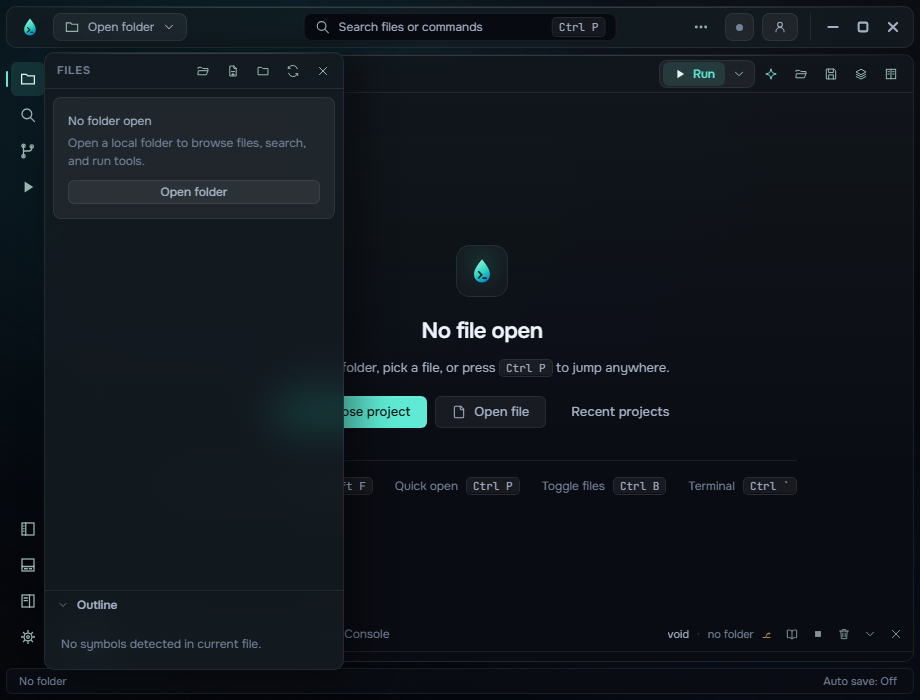 Open folder
Search files or commands
Ctrl P
FILES
Run
No folder open
Open a local folder to browse files, search,
and run tools.
Open folder
No file open
folder, pick a file, or press Ctrl P to jump anywhere.
ose project
Open file
Recent projects
ft F
Quick open Ctrl P
Toggle files Ctrl B
Terminal Ctrl `
Outline
No symbols detected in current file.
Console
void · no folder
No folder
Auto save: Off